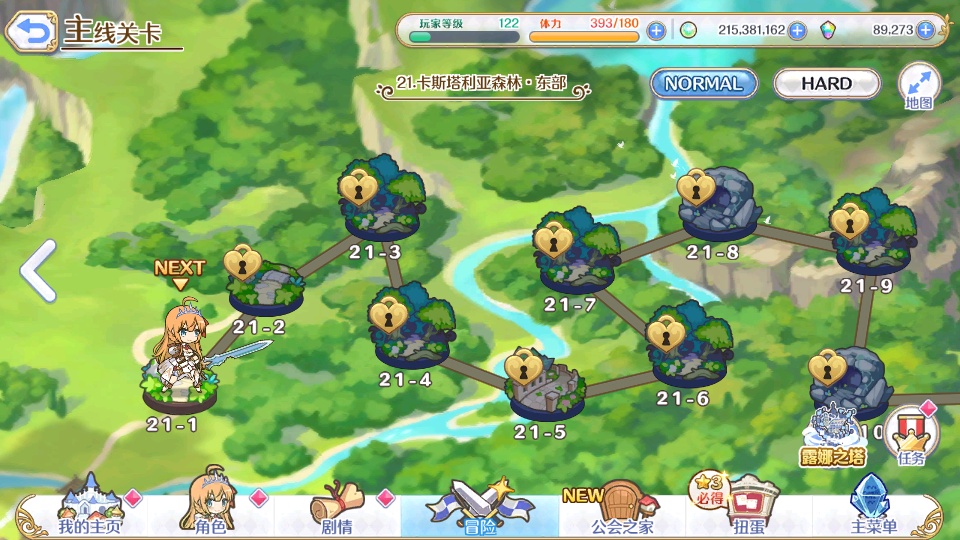 主线关卡
玩家等级 122
体力 393/180
215,381,162
89,273
21.卡斯塔利亚森林·东部
NORMAL
HARD
地图
NEXT
21-1
21-2
21-3
21-4
21-5
21-6
21-7
21-8
21-9
10
露娜之塔
任务
我的主页
角色
剧情
冒险
NEW
公会之家
★3
必得
扭蛋
主菜单